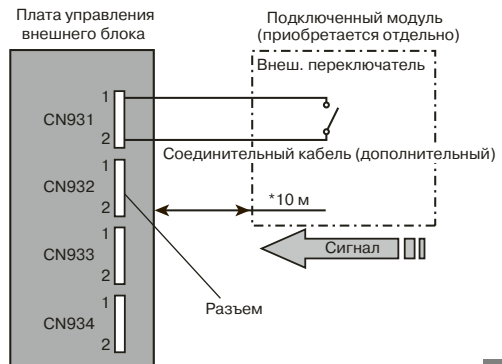 Плата управления
внешнего блока
Подключенный модуль
(приобретается отдельно)
Внеш. переключатель
1
CN931
2
Соединительный кабель (дополнительный)
1
CN932
2
*10 м
1
CN933
2
Сигнал
Разъем
1
CN934
2